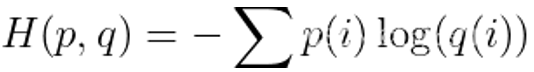 H(p, q) = − ∑ p(i) log(q(i))